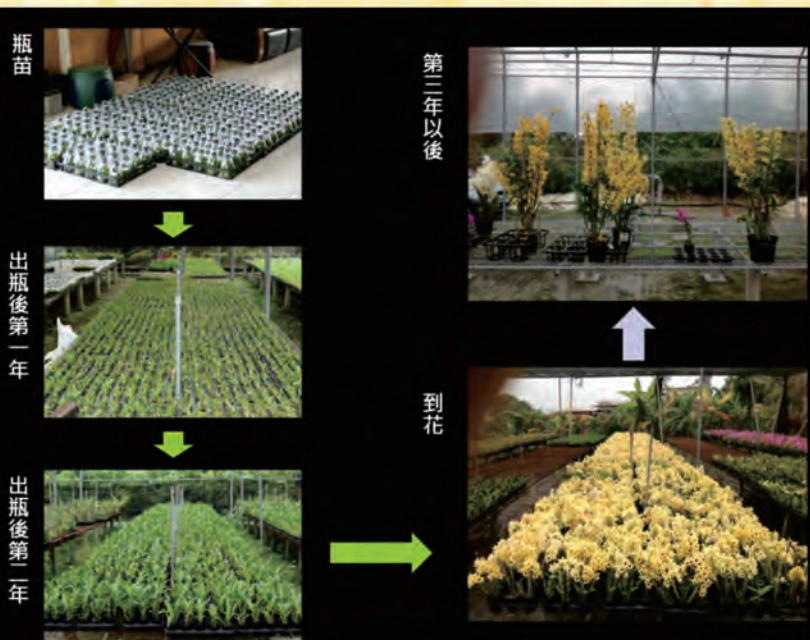 瓶苗
出瓶後第一年
出瓶後第二年
到花
第三年以後